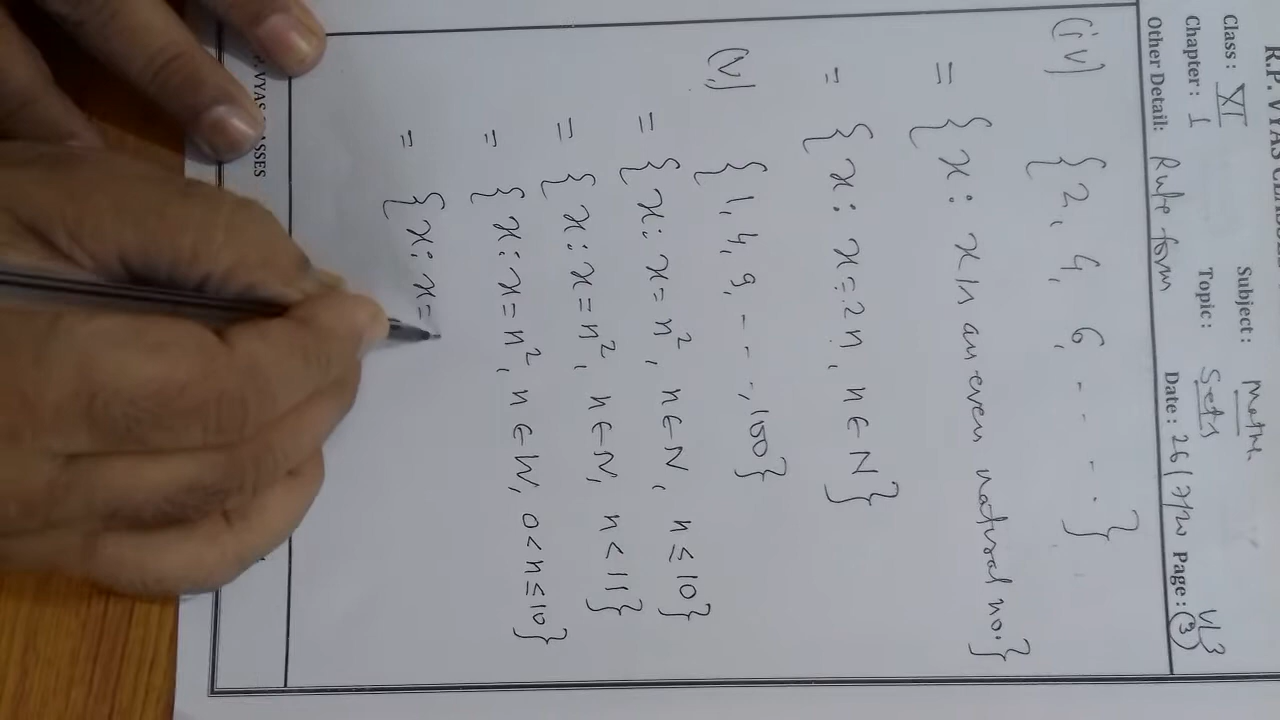 R.P. VYAS
Class: XI Subject: Maths
Chapter: 1 Topic: Sets VL3
Other Detail: Rule form Date: 26/7/20 Page: (3)
(iv) {2, 4, 6, - - - .}
= {x: x is an even natural no.}
= {x: x=2n, n∈N}
(v) {1, 4, 9, - - -, 100}
= {x: x=n², n∈N, n≤10}
= {x: x=n², n∈N, n<11}
= {x: x=n², n∈W, 0<n≤10}
= {x: x=
VYAS